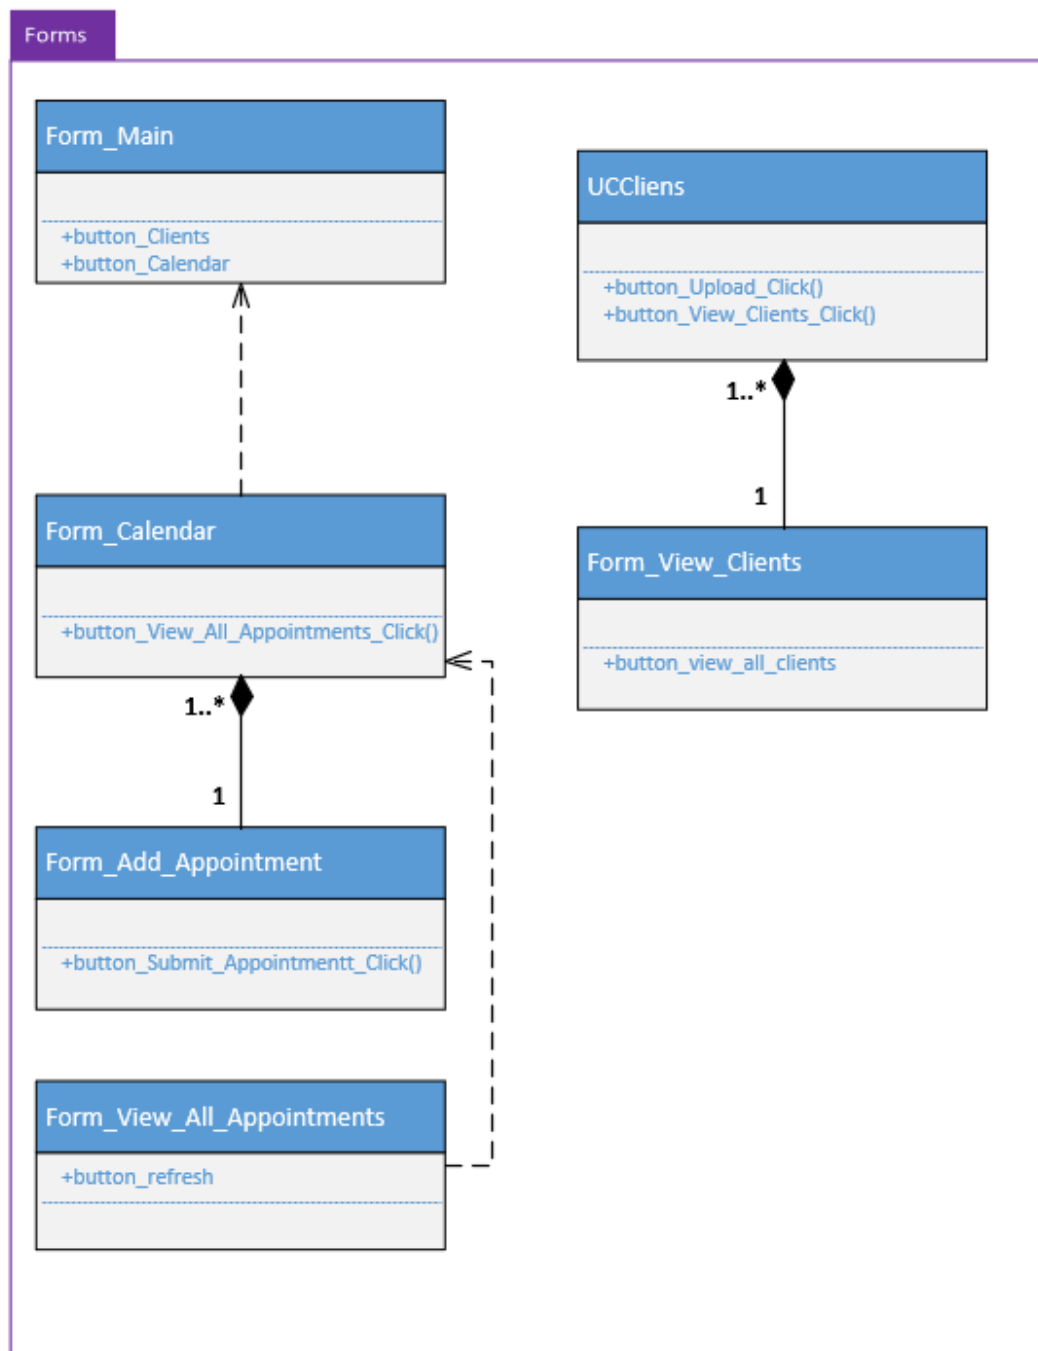 Forms
Form_Main
+button_Clients
+button_Calendar
Form_Calendar
+button_View_All_Appointments_Click()
1..*
1
Form_Add_Appointment
+button_Submit_Appointmentt_Click()
Form_View_All_Appointments
+button_refresh
UCCliens
+button_Upload_Click()
+button_View_Clients_Click()
1..*
1
Form_View_Clients
+button_view_all_clients